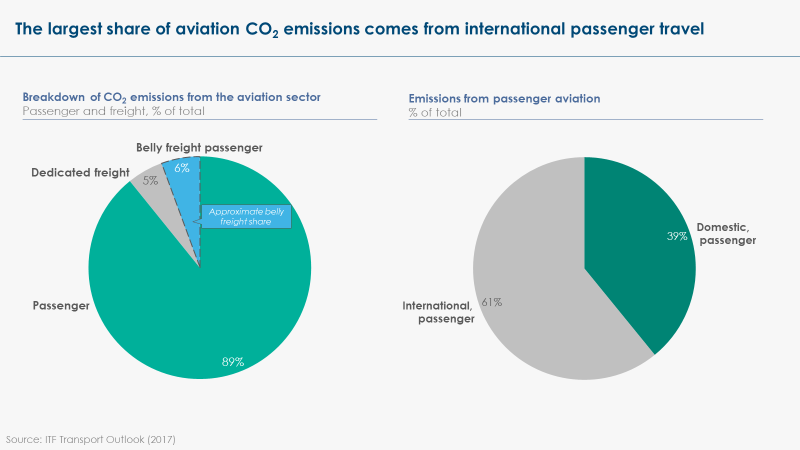 The largest share of aviation CO₂ emissions comes from international passenger travel
Breakdown of CO₂ emissions from the aviation sector
Passenger and freight, % of total
Belly freight passenger
Dedicated freight
6%
5%
Approximate belly
freight share
Passenger
89%
Emissions from passenger aviation
% of total
39%
Domestic,
passenger
International,
passenger
61%
Source: ITF Transport Outlook (2017)